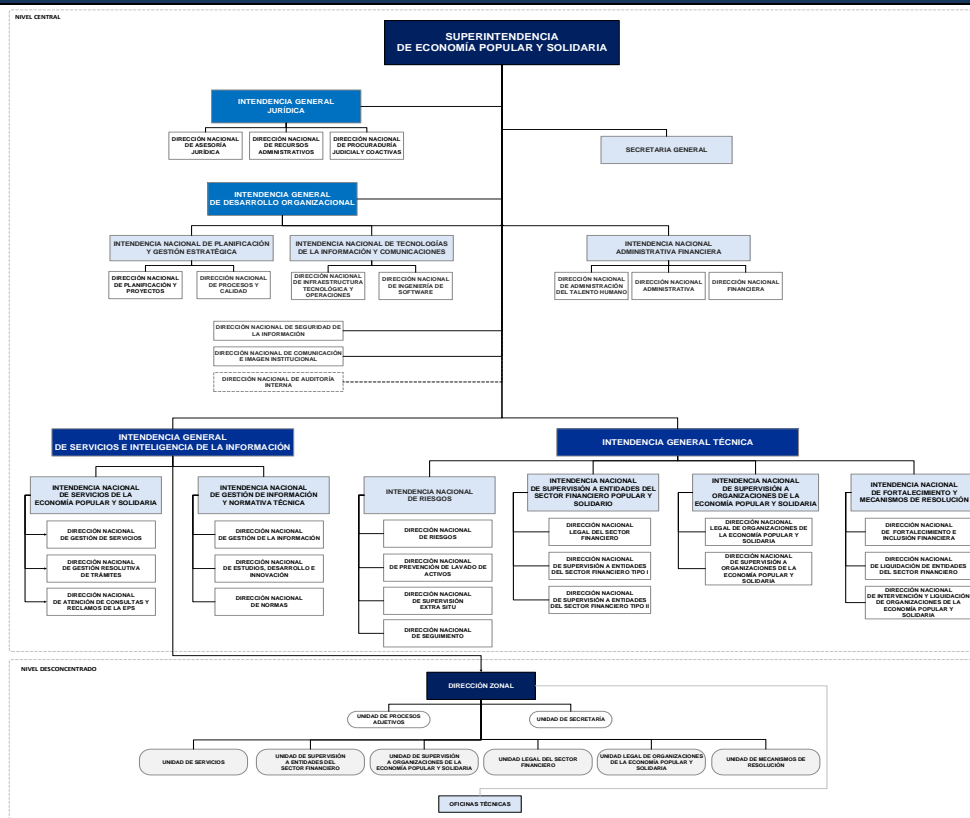 NIVEL CENTRAL
SUPERINTENDENCIA
DE ECONOMÍA POPULAR Y SOLIDARIA
INTENDENCIA GENERAL
JURÍDICA
DIRECCIÓN NACIONAL
DE ASESORÍA
JURÍDICA
DIRECCIÓN NACIONAL
DE RECURSOS
ADMINISTRATIVOS
DIRECCIÓN NACIONAL
DE PROCURADURÍA
JUDICIAL Y COACTIVAS
SECRETARIA GENERAL
INTENDENCIA GENERAL
DE DESARROLLO ORGANIZACIONAL
INTENDENCIA NACIONAL DE PLANIFICACIÓN
Y GESTIÓN ESTRATÉGICA
INTENDENCIA NACIONAL DE TECNOLOGÍAS
DE LA INFORMACIÓN Y COMUNICACIONES
INTENDENCIA NACIONAL
ADMINISTRATIVA FINANCIERA
DIRECCIÓN NACIONAL
DE PLANIFICACIÓN Y
PROYECTOS
DIRECCIÓN NACIONAL
DE PROCESOS Y
CALIDAD
DIRECCIÓN NACIONAL
DE INFRAESTRUCTURA
TECNOLÓGICA Y
OPERACIONES
DIRECCIÓN NACIONAL
DE INGENIERÍA DE
SOFTWARE
DIRECCIÓN NACIONAL
DE ADMINISTRACIÓN
DEL TALENTO HUMANO
DIRECCIÓN NACIONAL
ADMINISTRATIVA
DIRECCIÓN NACIONAL
FINANCIERA
DIRECCIÓN NACIONAL DE SEGURIDAD DE
LA INFORMACIÓN
DIRECCIÓN NACIONAL DE COMUNICACIÓN
E IMAGEN INSTITUCIONAL
DIRECCIÓN NACIONAL DE AUDITORÍA
INTERNA
INTENDENCIA GENERAL
DE SERVICIOS E INTELIGENCIA DE LA INFORMACIÓN
INTENDENCIA GENERAL TÉCNICA
INTENDENCIA NACIONAL
DE SERVICIOS DE LA
ECONOMÍA POPULAR Y SOLIDARIA
DIRECCIÓN NACIONAL
DE GESTIÓN DE SERVICIOS
DIRECCIÓN NACIONAL
DE GESTIÓN RESOLUTIVA
DE TRÁMITES
DIRECCIÓN NACIONAL
DE ATENCIÓN DE CONSULTAS Y
RECLAMOS DE LA EPS
INTENDENCIA NACIONAL
DE GESTIÓN DE INFORMACIÓN
Y NORMATIVA TÉCNICA
DIRECCIÓN NACIONAL
DE GESTIÓN DE LA INFORMACIÓN
DIRECCIÓN NACIONAL
DE ESTUDIOS, DESARROLLO E
INNOVACIÓN
DIRECCIÓN NACIONAL
DE NORMAS
INTENDENCIA NACIONAL
DE RIESGOS
DIRECCIÓN NACIONAL
DE RIESGOS
DIRECCIÓN NACIONAL
DE PREVENCIÓN DE LAVADO DE
ACTIVOS
DIRECCIÓN NACIONAL
DE SUPERVISIÓN
EXTRA SITU
DIRECCIÓN NACIONAL
DE SEGUIMIENTO
INTENDENCIA NACIONAL
DE SUPERVISIÓN A ENTIDADES DEL
SECTOR FINANCIERO POPULAR Y
SOLIDARIO
DIRECCIÓN NACIONAL
LEGAL DEL SECTOR
FINANCIERO
DIRECCIÓN NACIONAL
DE SUPERVISIÓN A ENTIDADES
DEL SECTOR FINANCIERO TIPO I
DIRECCIÓN NACIONAL
DE SUPERVISIÓN A ENTIDADES
DEL SECTOR FINANCIERO TIPO II
INTENDENCIA NACIONAL
DE SUPERVISIÓN A
ORGANIZACIONES DE LA
ECONOMÍA POPULAR Y SOLIDARIA
DIRECCIÓN NACIONAL
LEGAL DE ORGANIZACIONES DE
LA ECONOMÍA POPULAR Y
SOLIDARIA
DIRECCIÓN NACIONAL
DE SUPERVISIÓN A
ORGANIZACIONES DE LA
ECONOMÍA POPULAR Y
SOLIDARIA
INTENDENCIA NACIONAL
DE FORTALECIMIENTO Y
MECANISMOS DE RESOLUCIÓN
DIRECCIÓN NACIONAL
DE FORTALECIMIENTO E
INCLUSIÓN FINANCIERA
DIRECCIÓN NACIONAL
DE LIQUIDACIÓN DE ENTIDADES
DEL SECTOR FINANCIERO
DIRECCIÓN NACIONAL
DE INTERVENCIÓN Y LIQUIDACIÓN
DE ORGANIZACIONES DE LA
ECONOMÍA POPULAR Y
SOLIDARIA
NIVEL DESCONCENTRADO
DIRECCIÓN ZONAL
UNIDAD DE PROCESOS
ADJETIVOS
UNIDAD DE SECRETARÍA
UNIDAD DE SERVICIOS
UNIDAD DE SUPERVISIÓN
A ENTIDADES DEL
SECTOR FINANCIERO
UNIDAD DE SUPERVISIÓN
A ORGANIZACIONES DE LA
ECONOMÍA POPULAR Y SOLIDARIA
UNIDAD LEGAL DEL SECTOR
FINANCIERO
UNIDAD LEGAL DE ORGANIZACIONES
DE LA ECONOMÍA POPULAR Y
SOLIDARIA
UNIDAD DE MECANISMOS DE
RESOLUCIÓN
OFICINAS TÉCNICAS